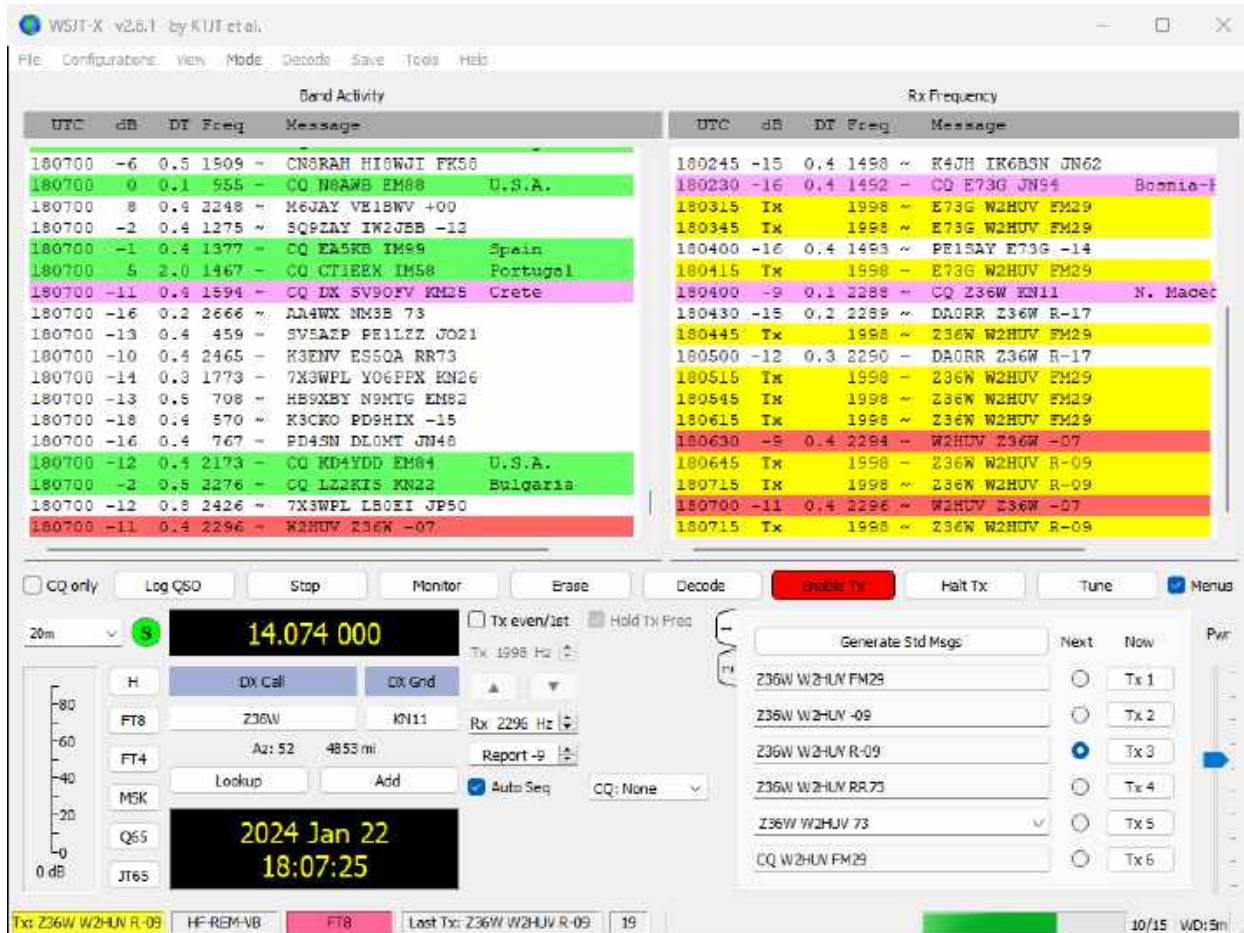 WSJT-X v2.6.1 by K1JT et al.
File Configurations View Mode Decode Save Tools Help
Band Activity
UTC dB DT Freq Message
180700 -6 0.5 1909 ~ CN8RAH HI8WJT FK58
180700 0 0.1 955 ~ CQ N8AWB EM88 U.S.A.
180700 8 0.4 2248 ~ M6JAY VE1BWV +00
180700 -2 0.4 1275 ~ SQ9ZAY IW2JBB -12
180700 -1 0.4 1377 ~ CQ EA5KB IM99 Spain
180700 5 2.0 1467 ~ CQ CT1EEX IM58 Portugal
180700 -11 0.4 1594 ~ CQ DX SV9OFV KM25 Crete
180700 -16 0.2 2666 ~ AA4WX NM3B 73
180700 -13 0.4 459 ~ SV5AZP PE1LZZ JO21
180700 -10 0.4 2465 ~ K3ENV ES5QA RR73
180700 -14 0.3 1773 ~ 7X3WPL YO6PPX KN26
180700 -13 0.5 708 ~ HB9XBY N9MTG EM82
180700 -18 0.4 570 ~ K3CKO PD9HIX -15
180700 -16 0.4 767 ~ PD4SN DL0MT JN48
180700 -12 0.4 2173 ~ CQ KD4YDD EM84 U.S.A.
180700 -2 0.5 2276 ~ CQ LZ2KTS KN22 Bulgaria
180700 -12 0.8 2426 ~ 7X3WPL LB0EI JP50
180700 -11 0.4 2296 ~ W2HUV Z36W -07
Rx Frequency
UTC dB DT Freq Message
180245 -15 0.4 1498 ~ K4JH IK6BSN JN62
180230 -16 0.4 1492 ~ CQ E73G JN94 Bosnia-H
180315 Tx 1998 ~ E73G W2HUV FM29
180345 Tx 1998 ~ E73G W2HUV FM29
180400 -16 0.4 1493 ~ PE1SAY E73G -14
180415 Tx 1998 ~ E73G W2HUV FM29
180400 -9 0.1 2288 ~ CQ Z36W KN11 N. Maced
180430 -15 0.2 2289 ~ DA0RR Z36W R-17
180445 Tx 1998 ~ Z36W W2HUV FM29
180500 -12 0.3 2290 ~ DA0RR Z36W R-17
180515 Tx 1998 ~ Z36W W2HUV FM29
180545 Tx 1998 ~ Z36W W2HUV FM29
180615 Tx 1998 ~ Z36W W2HUV FM29
180630 -9 0.4 2294 ~ W2HUV Z36W -07
180645 Tx 1998 ~ Z36W W2HUV R-09
180715 Tx 1998 ~ Z36W W2HUV R-09
180700 -11 0.4 2296 ~ W2HUV Z36W -07
180715 Tx 1998 ~ Z36W W2HUV R-09
CQ only Log QSO Stop Monitor Erase Decode Enable Tx Halt Tx Tune Menus
20m S 14.074 000 Tx even/1st Hold Tx Freq
Tx 1998 Hz
DX Call DX Grid
Z36W KN11 Rx 2296 Hz
Az: 52 4853 mi Report -9
Lookup Add Auto Seq CQ: None
2024 Jan 22
18:07:25
-80
-60
-40
-20
-0
0 dB
H
FT8
FT4
MSK
Q65
JT65
Generate Std Msgs Next Now Pwr
Z36W W2HUV FM29 Tx 1
Z36W W2HUV -09 Tx 2
Z36W W2HUV R-09 Tx 3
Z36W W2HUV RR73 Tx 4
Z36W W2HUV 73 Tx 5
CQ W2HUV FM29 Tx 6
Tx: Z36W W2HUV R-09 HF-REM-VB FT8 Last Tx: Z36W W2HUV R-09 19 10/15 WD:5m